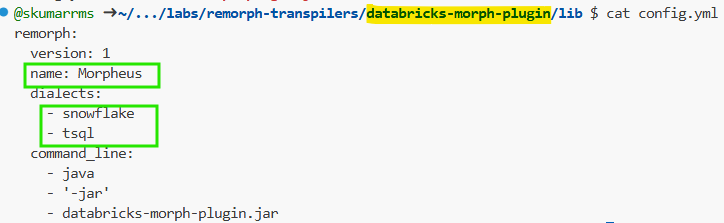 @skumarrms →~/.../labs/remorph-transpilers/databricks-morph-plugin/lib $ cat config.yml
remorph:
  version: 1
  name: Morpheus
  dialects:
    - snowflake
    - tsql
  command_line:
    - java
    - '-jar'
    - databricks-morph-plugin.jar